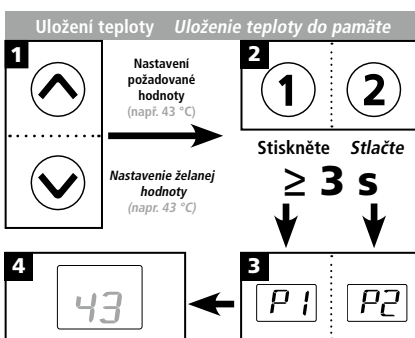 Uložení teploty Uloženie teploty do pamäte
1
Nastavení
požadované
hodnoty
(např. 43 °C)
Nastavenie želanej
hodnoty
(napr. 43 °C)
2
1 2
Stiskněte Stlačte
≥ 3 s
3
P1 P2
4
43